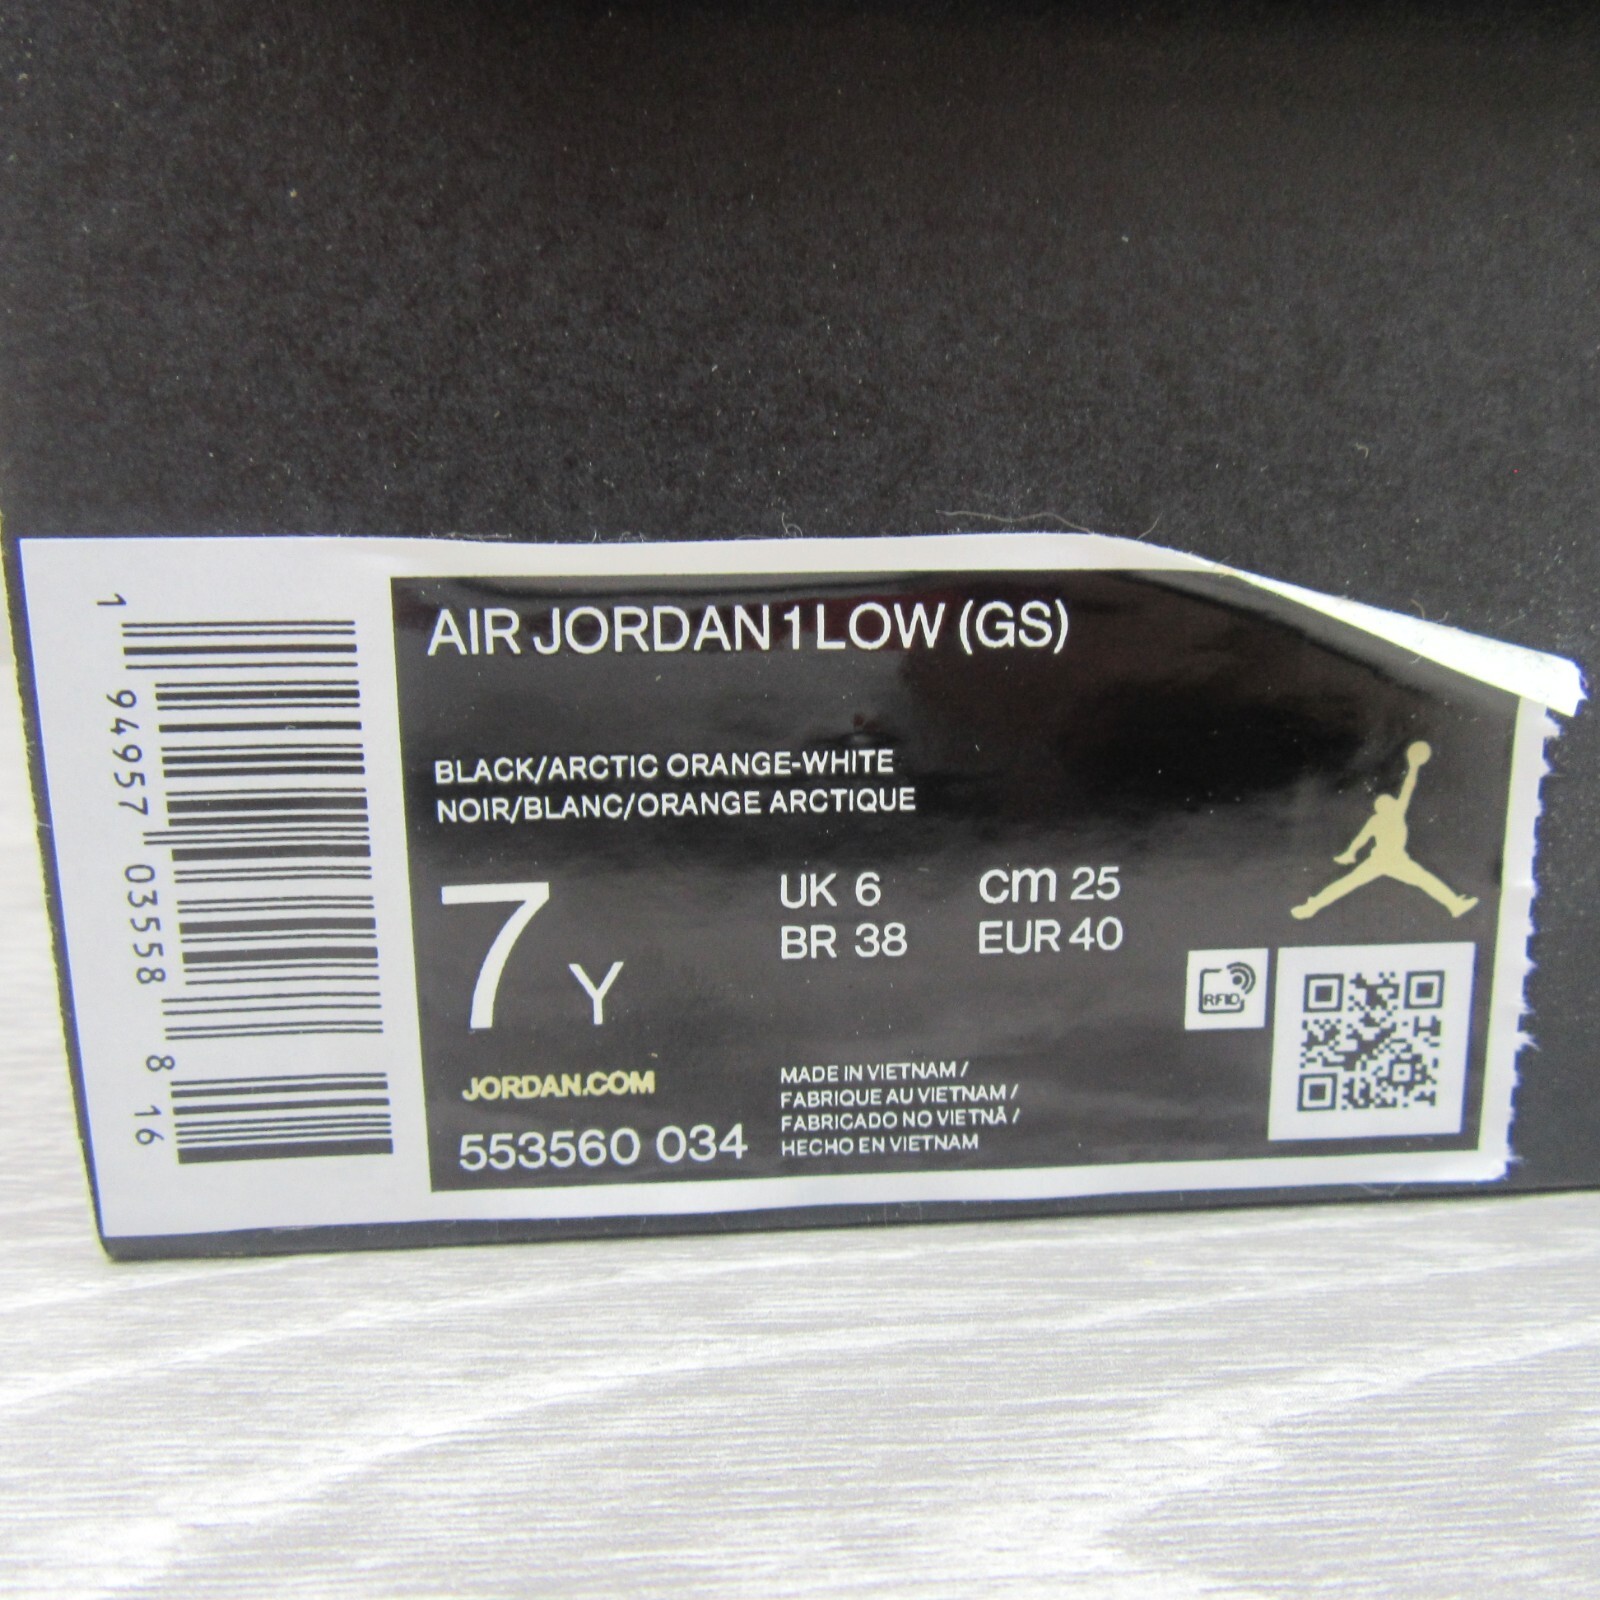 AIR JORDAN 1 LOW (GS)
BLACK/ARCTIC ORANGE-WHITE
NOIR/BLANC/ORANGE ARCTIQUE
7 Y
UK 6
cm 25
BR 38
EUR 40
RFID
JORDAN.COM
553560 034
MADE IN VIETNAM /
FABRIQUE AU VIETNAM /
FABRICADO NO VIETNÃ /
HECHO EN VIETNAM
1 94957 03558 8 16